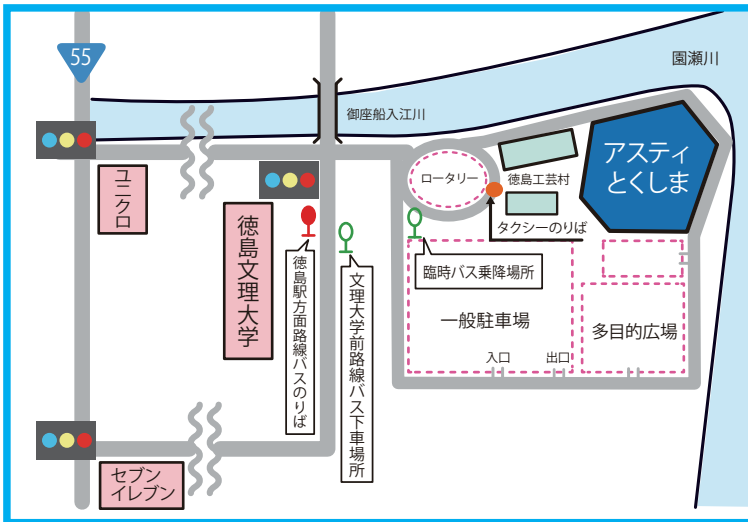 55
園瀬川
御座船入江川
アスティ
とくしま
ロータリー
徳島工芸村
ユニクロ
タクシーのりば
徳島文理大学
徳島駅方面路線バスのりば
文理大学前路線バス下車場所
臨時バス乗降場所
一般駐車場
多目的広場
入口
出口
セブン
イレブン